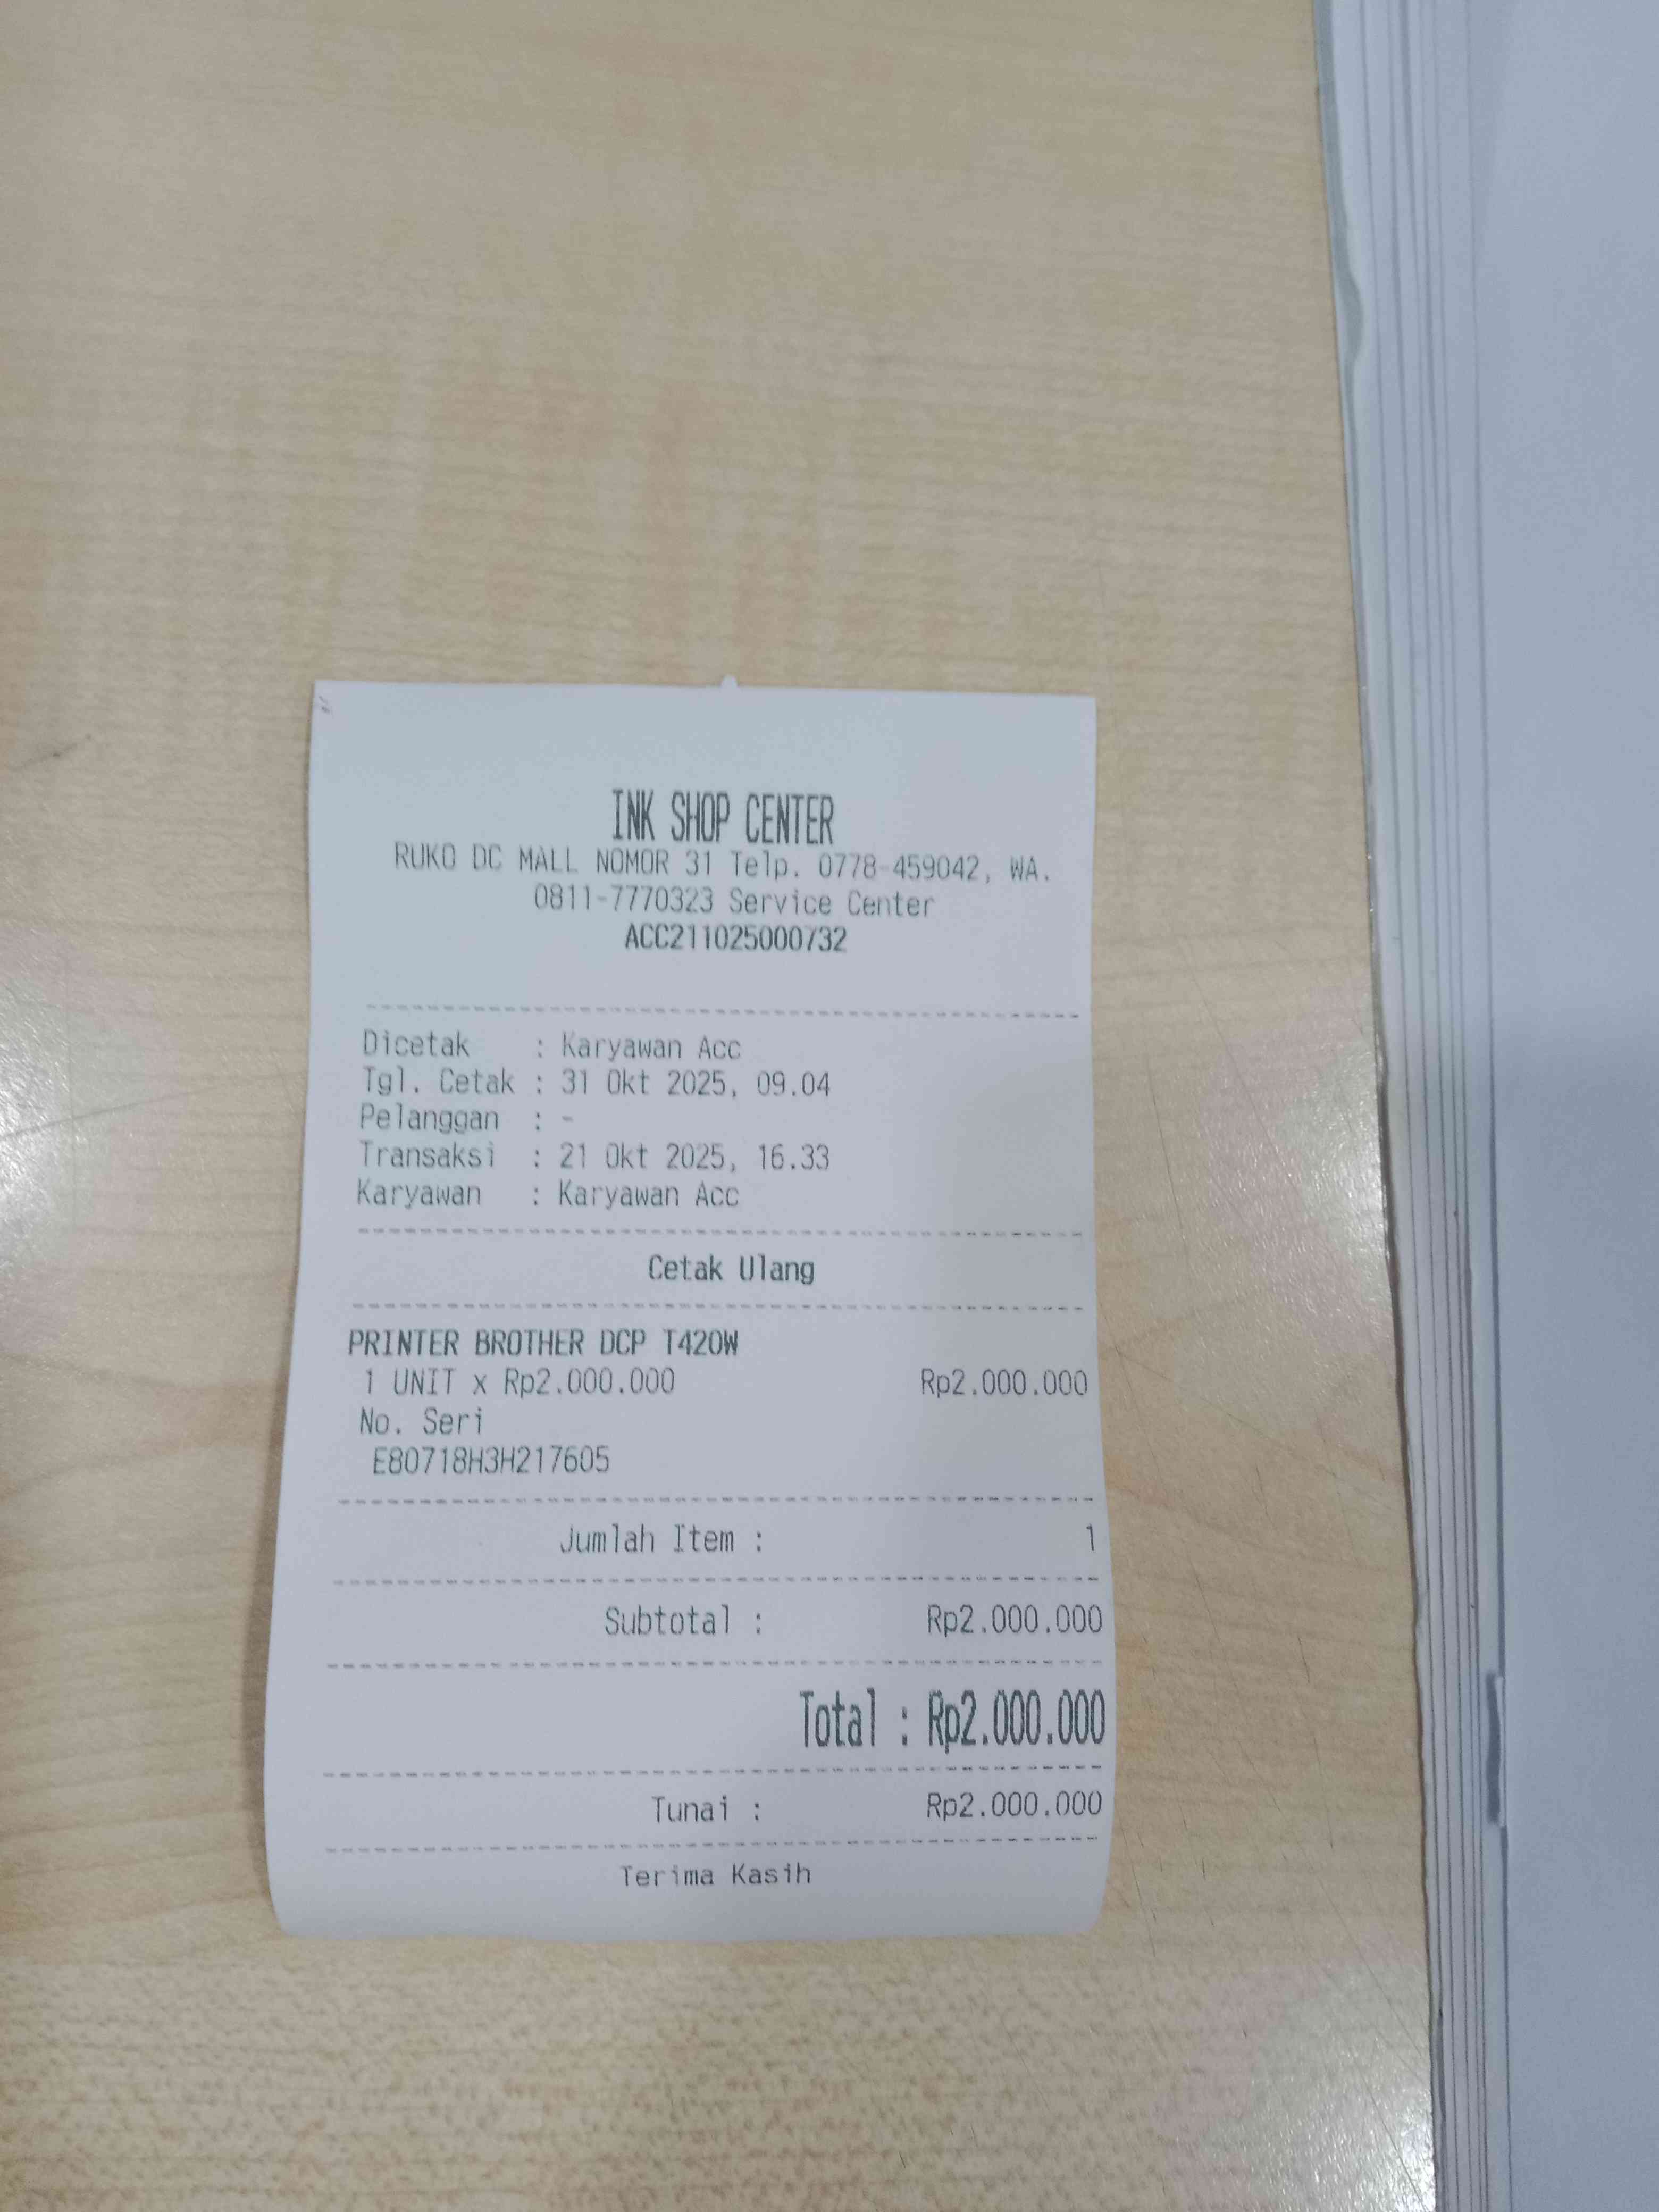 INK SHOP CENTER
RUKO DC MALL NOMOR 31 Telp. 0778-459042, WA.
0811-7770323 Service Center
ACC211025000732
Dicetak : Karyawan Acc
Tgl. Cetak : 31 Okt 2025, 09.04
Pelanggan : -
Transaksi : 21 Okt 2025, 16.33
Karyawan : Karyawan Acc
Cetak Ulang
PRINTER BROTHER DCP T420W
1 UNIT x Rp2.000.000 Rp2.000.000
No. Seri
E80718H3H217605
Jumlah Item : 1
Subtotal : Rp2.000.000
Total : Rp2.000.000
Tunai : Rp2.000.000
Terima Kasih